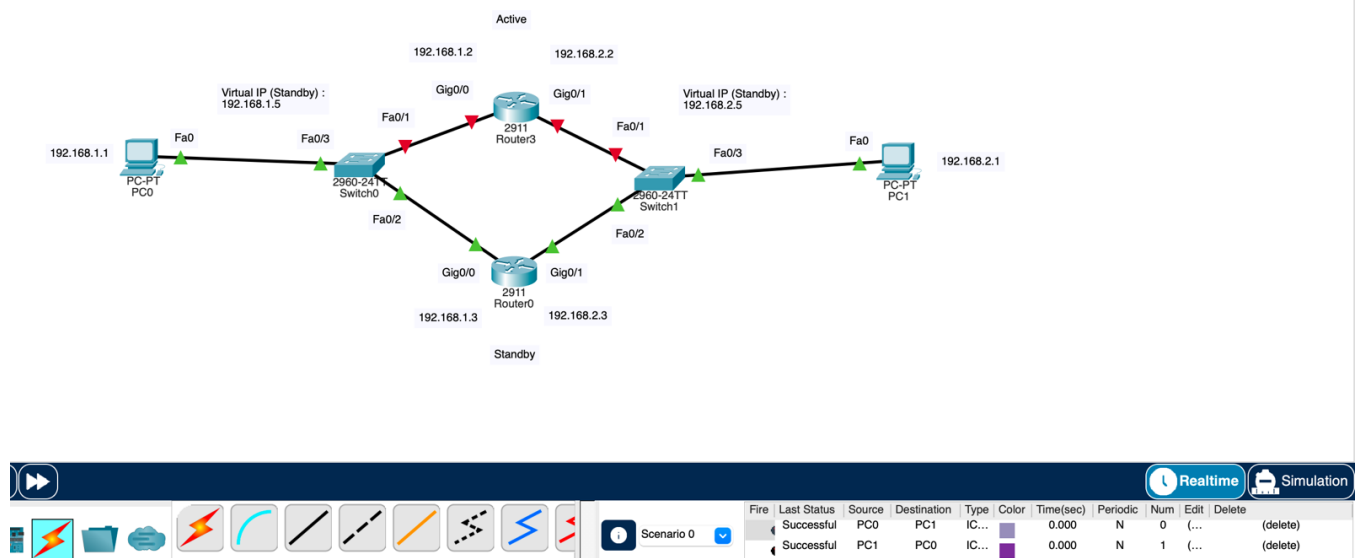 Active
192.168.1.2
192.168.2.2
Virtual IP (Standby) :
192.168.1.5
Gig0/0
Gig0/1
Virtual IP (Standby) :
192.168.2.5
Fa0/1
Fa0/1
2911
Router3
192.168.1.1
Fa0
Fa0/3
Fa0/3
Fa0
192.168.2.1
PC-PT
PC0
2960-24TT
Switch0
2960-24TT
Switch1
PC-PT
PC1
Fa0/2
Fa0/2
Gig0/0
Gig0/1
2911
Router0
192.168.1.3
192.168.2.3
Standby
Realtime
Simulation
Scenario 0
Fire Last Status Source Destination Type Color Time(sec) Periodic Num Edit Delete
Successful PC0 PC1 IC... 0.000 N 0 (... (delete)
Successful PC1 PC0 IC... 0.000 N 1 (... (delete)